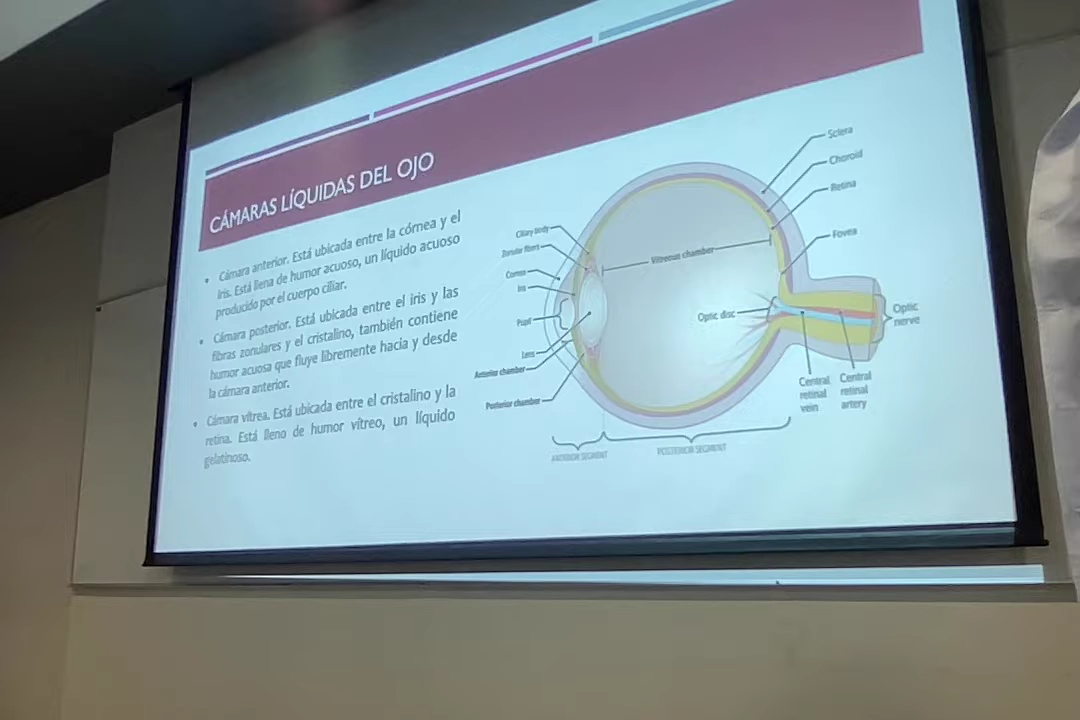 CÁMARAS LÍQUIDAS DEL OJO
• Cámara anterior. Está ubicada entre la córnea y el
iris. Está llena de humor acuoso, un líquido acuoso
producido por el cuerpo ciliar.
• Cámara posterior. Está ubicada entre el iris y las
fibras zonulares y el cristalino, también contiene
humor acuosa que fluye libremente hacia y desde
la cámara anterior.
• Cámara vítrea. Está ubicada entre el cristalino y la
retina. Está lleno de humor vítreo, un líquido
gelatinoso.
Sclera
Choroid
Retina
Fovea
Ciliary body
Zonular fibers
Cornea
Iris
Pupil
Lens
Anterior chamber
Posterior chamber
Vitreous chamber
Optic disc
Optic
nerve
Central
retinal
vein
Central
retinal
artery
ANTERIOR SEGMENT
POSTERIOR SEGMENT